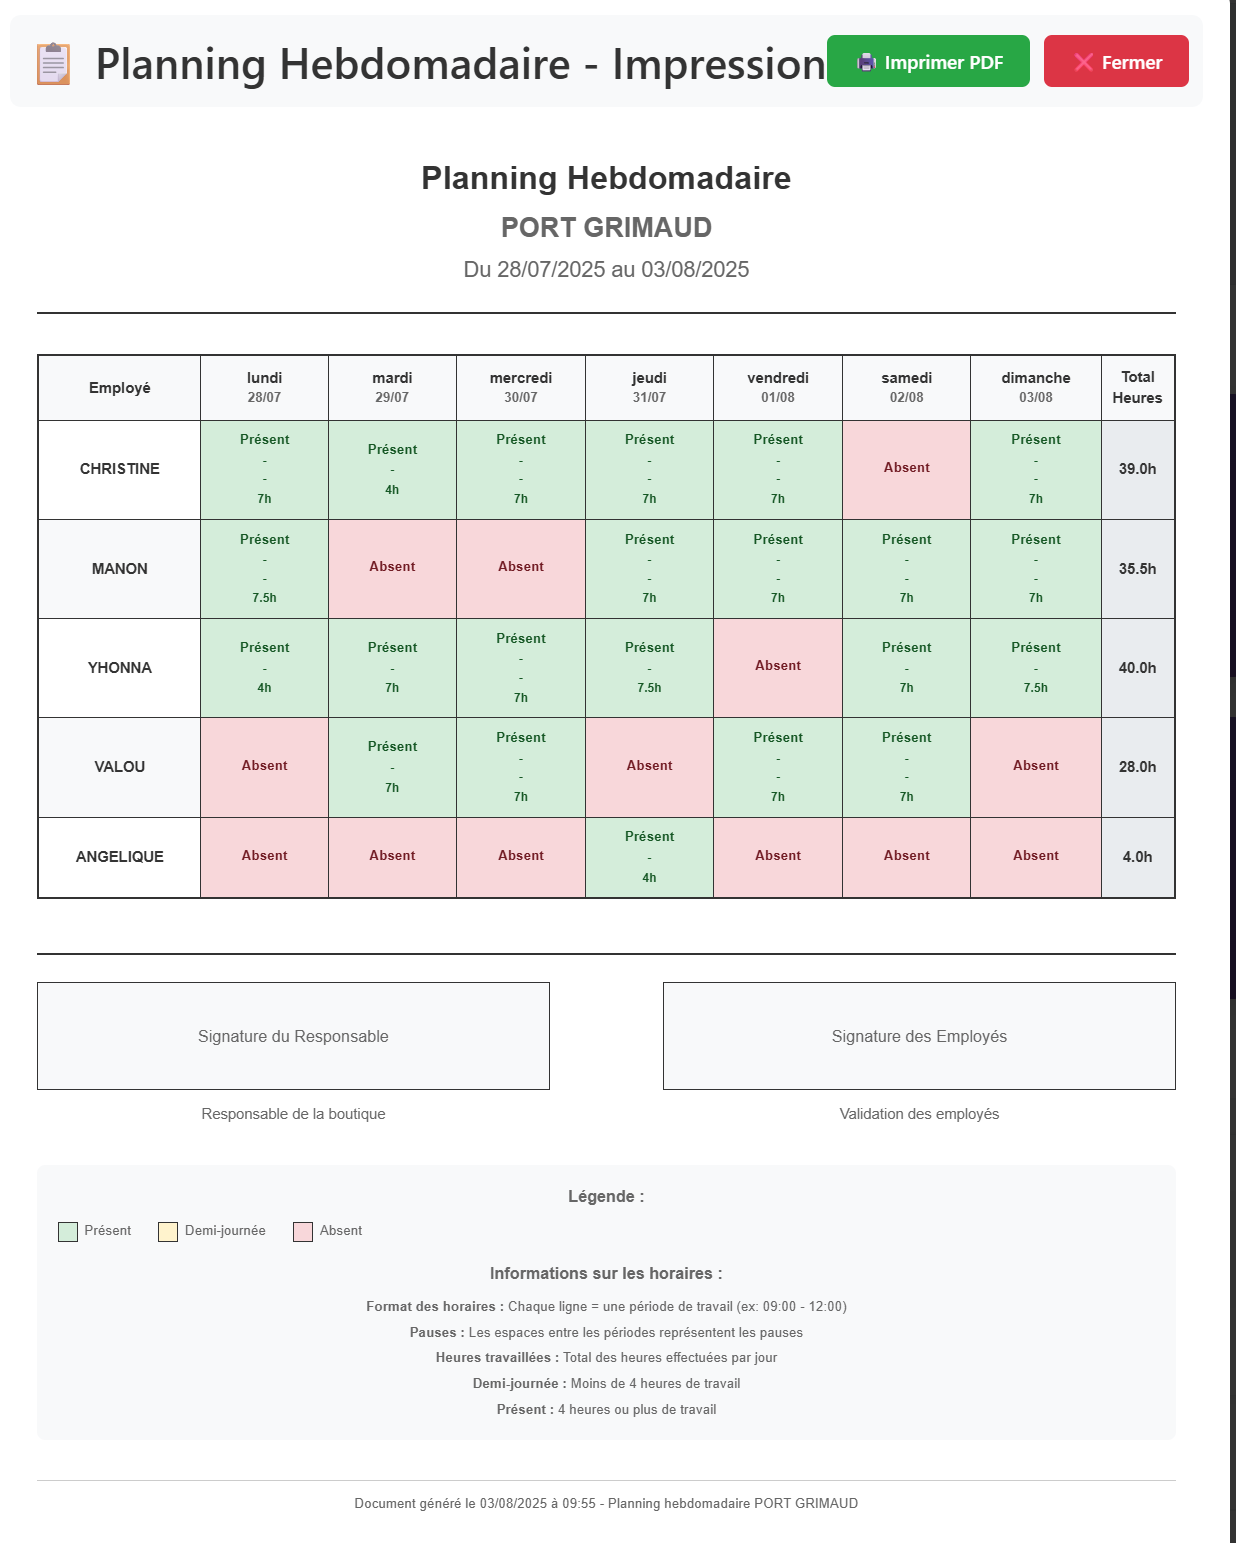 Planning Hebdomadaire - Impression
Imprimer PDF
Fermer
Planning Hebdomadaire
PORT GRIMAUD
Du 28/07/2025 au 03/08/2025
Employé lundi 28/07 mardi 29/07 mercredi 30/07 jeudi 31/07 vendredi 01/08 samedi 02/08 dimanche 03/08 Total Heures
CHRISTINE Présent - - 7h Présent - 4h Présent - - 7h Présent - - 7h Présent - - 7h Absent Présent - - 7h 39.0h
MANON Présent - - 7.5h Absent Absent Présent - - 7h Présent - - 7h Présent - - 7h Présent - - 7h 35.5h
YHONNA Présent - 4h Présent - 7h Présent - - 7h Présent - 7.5h Absent Présent - 7h Présent - 7.5h 40.0h
VALOU Absent Présent - 7h Présent - - 7h Absent Présent - - 7h Présent - - 7h Absent 28.0h
ANGELIQUE Absent Absent Absent Présent - 4h Absent Absent Absent 4.0h
Signature du Responsable
Signature des Employés
Responsable de la boutique
Validation des employés
Légende :
Présent Demi-journée Absent
Informations sur les horaires :
Format des horaires : Chaque ligne = une période de travail (ex: 09:00 - 12:00)
Pauses : Les espaces entre les périodes représentent les pauses
Heures travaillées : Total des heures effectuées par jour
Demi-journée : Moins de 4 heures de travail
Présent : 4 heures ou plus de travail
Document généré le 03/08/2025 à 09:55 - Planning hebdomadaire PORT GRIMAUD